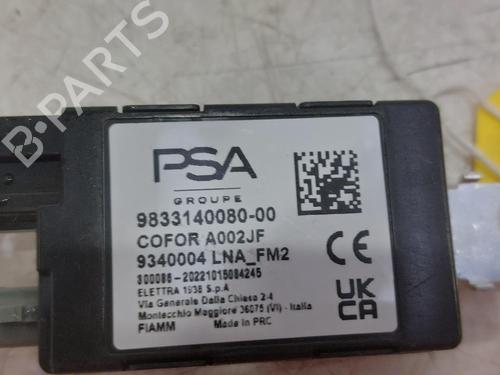 B-PARTS
PSA
GROUPE
9833140080-00
COFOR A002JF
9340004 LNA_FM2
300086-20221015084245
ELETTRA 1938 S.p.A
Via Generale Dalla Chiesa 2-4
Montecchio Maggiore 36075 (VI) - Italia
FIAMM Made in PRC
CE
UK
CA